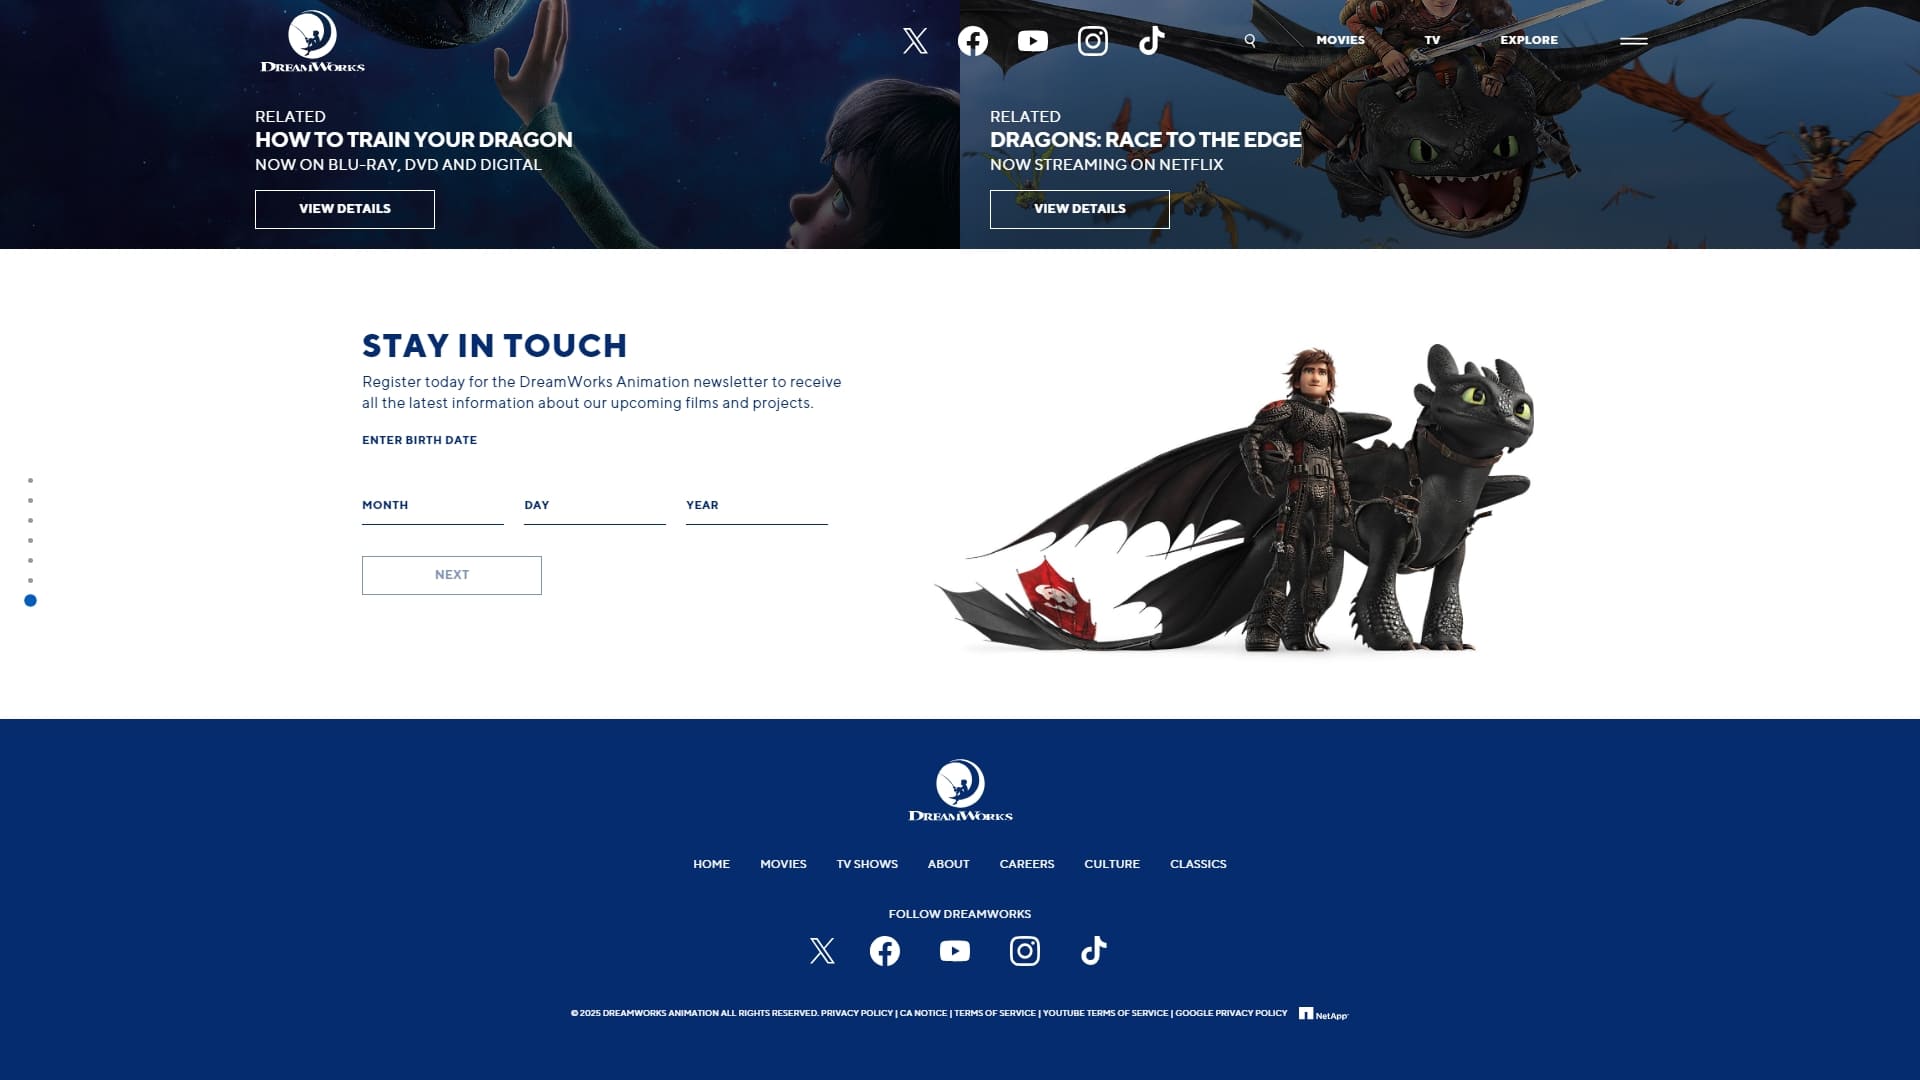 DREAMWORKS
MOVIES
TV
EXPLORE
RELATED
HOW TO TRAIN YOUR DRAGON
NOW ON BLU-RAY, DVD AND DIGITAL
VIEW DETAILS
RELATED
DRAGONS: RACE TO THE EDGE
NOW STREAMING ON NETFLIX
VIEW DETAILS
STAY IN TOUCH
Register today for the DreamWorks Animation newsletter to receive
all the latest information about our upcoming films and projects.
ENTER BIRTH DATE
MONTH DAY YEAR
NEXT
DREAMWORKS
HOME MOVIES TV SHOWS ABOUT CAREERS CULTURE CLASSICS
FOLLOW DREAMWORKS
© 2025 DREAMWORKS ANIMATION ALL RIGHTS RESERVED. PRIVACY POLICY | CA NOTICE | TERMS OF SERVICE | YOUTUBE TERMS OF SERVICE | GOOGLE PRIVACY POLICY NetApp